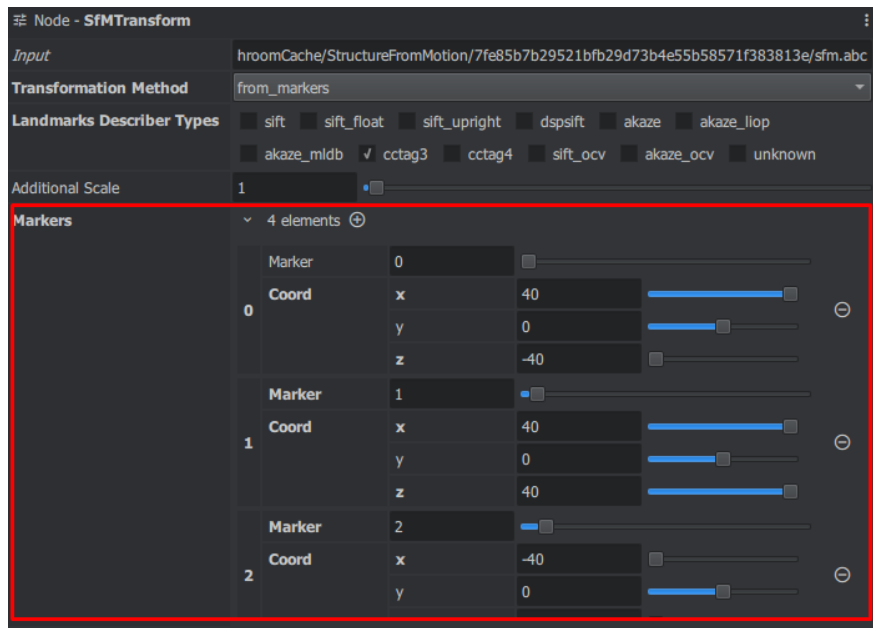 Node - SfMTransform
Input hroomCache/StructureFromMotion/7fe85b7b29521bfb29d73b4e55b58571f383813e/sfm.abc
Transformation Method from_markers
Landmarks Describer Types sift sift_float sift_upright dspsift akaze akaze_liop
akaze_mldb cctag3 cctag4 sift_ocv akaze_ocv unknown
Additional Scale 1
Markers 4 elements
Marker 0
0 Coord x 40
y 0
z -40
Marker 1
1 Coord x 40
y 0
z 40
Marker 2
2 Coord x -40
y 0